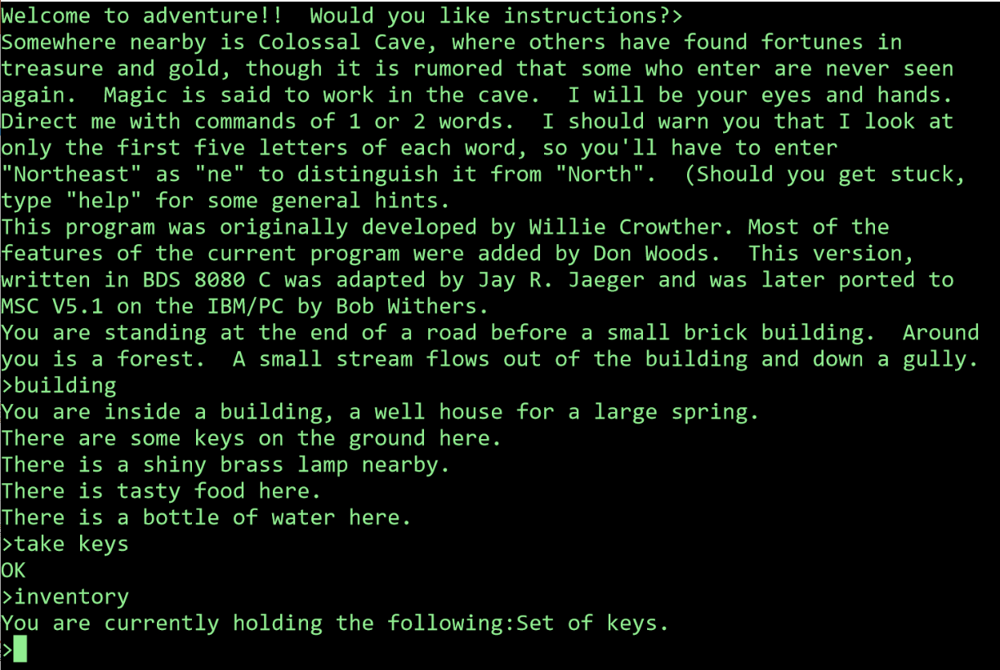 Welcome to adventure!!  Would you like instructions?>
Somewhere nearby is Colossal Cave, where others have found fortunes in
treasure and gold, though it is rumored that some who enter are never seen
again.  Magic is said to work in the cave.  I will be your eyes and hands.
Direct me with commands of 1 or 2 words.  I should warn you that I look at
only the first five letters of each word, so you'll have to enter
"Northeast" as "ne" to distinguish it from "North".  (Should you get stuck,
type "help" for some general hints.
This program was originally developed by Willie Crowther. Most of the
features of the current program were added by Don Woods.  This version,
written in BDS 8080 C was adapted by Jay R. Jaeger and was later ported to
MSC V5.1 on the IBM/PC by Bob Withers.
You are standing at the end of a road before a small brick building.  Around
you is a forest.  A small stream flows out of the building and down a gully.
>building
You are inside a building, a well house for a large spring.
There are some keys on the ground here.
There is a shiny brass lamp nearby.
There is tasty food here.
There is a bottle of water here.
>take keys
OK
>inventory
You are currently holding the following:Set of keys.
>